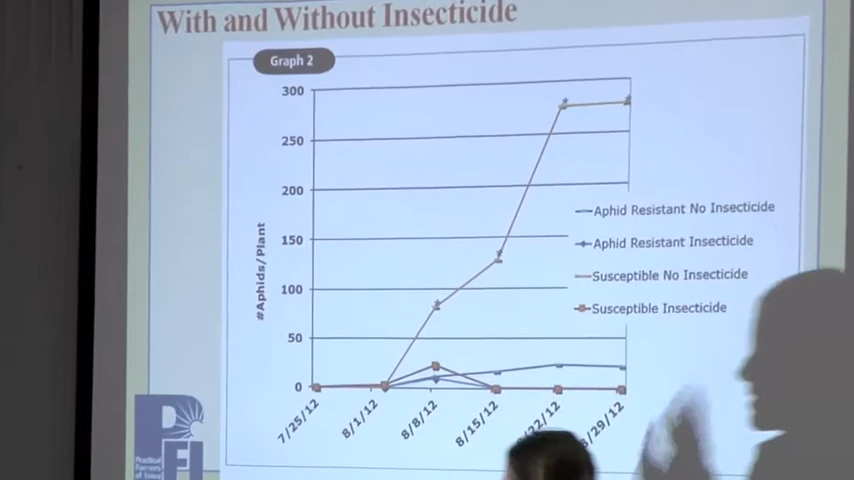 With and Without Insecticide
Graph 2
300
250
200
150
100
50
0
#Aphids/Plant
7/25/12
8/1/12
8/8/12
8/15/12
/22/12
8/29/12
Aphid Resistant No Insecticide
Aphid Resistant Insecticide
Susceptible No Insecticide
Susceptible Insecticide
PFI
Practical
Farmers
of Iowa